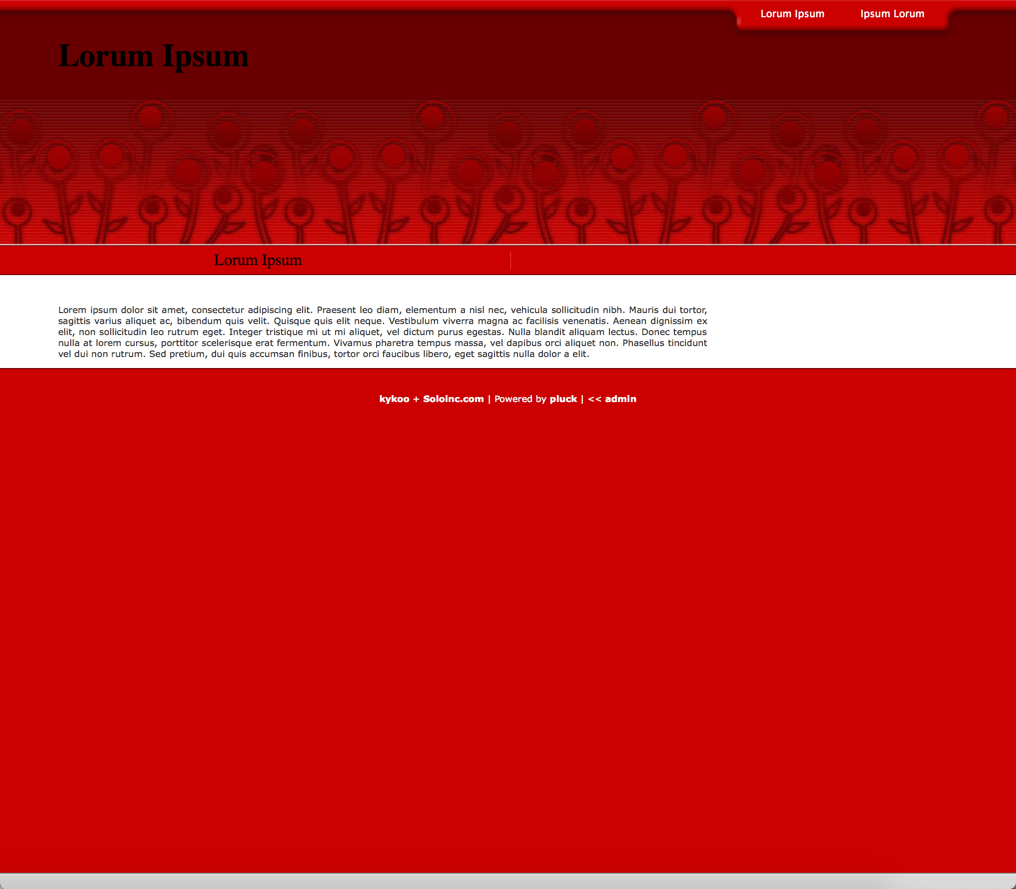 Lorum Ipsum Ipsum Lorum
Lorum Ipsum
Lorum Ipsum
Lorem ipsum dolor sit amet, consectetur adipiscing elit. Praesent leo diam, elementum a nisl nec, vehicula sollicitudin nibh. Mauris dui tortor,
sagittis varius aliquet ac, bibendum quis velit. Quisque quis elit neque. Vestibulum viverra magna ac facilisis venenatis. Aenean dignissim ex
elit, non sollicitudin leo rutrum eget. Integer tristique mi ut mi aliquet, vel dictum purus egestas. Nulla blandit aliquam lectus. Donec tempus
nulla at lorem cursus, porttitor scelerisque erat fermentum. Vivamus pharetra tempus massa, vel dapibus orci aliquet non. Phasellus tincidunt
vel dui non rutrum. Sed pretium, dui quis accumsan finibus, tortor orci faucibus libero, eget sagittis nulla dolor a elit.
kykoo + Soloinc.com | Powered by pluck | << admin